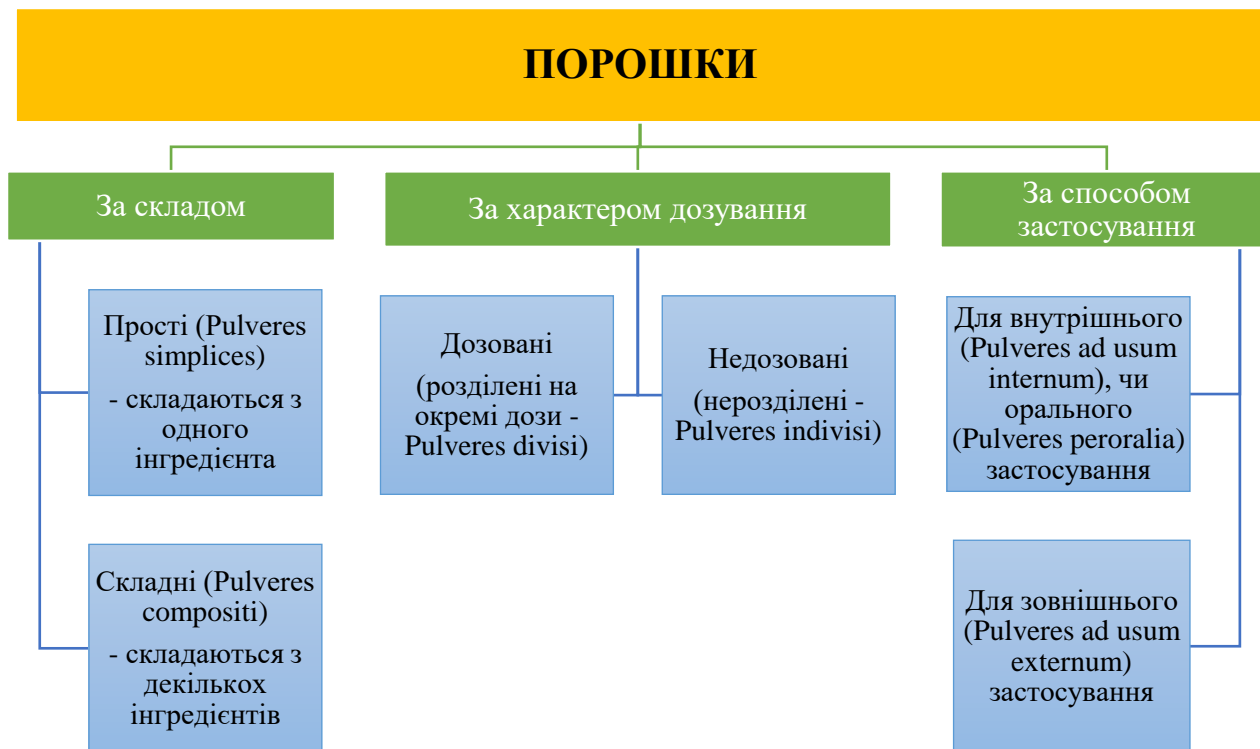 ПОРОШКИ
За складом
Прості (Pulveres
simplices)
- складаються з
одного
інгредієнта
Складні (Pulveres
compositi)
- складаються з
декількох
інгредієнтів
За характером дозування
Дозовані
(розділені на
окремі дози -
Pulveres divisi)
Недозовані
(нерозділені -
Pulveres indivisi)
За способом
застосування
Для внутрішнього
(Pulveres ad usum
internum), чи
орального
(Pulveres peroralia)
застосування
Для зовнішнього
(Pulveres ad usum
externum)
застосування